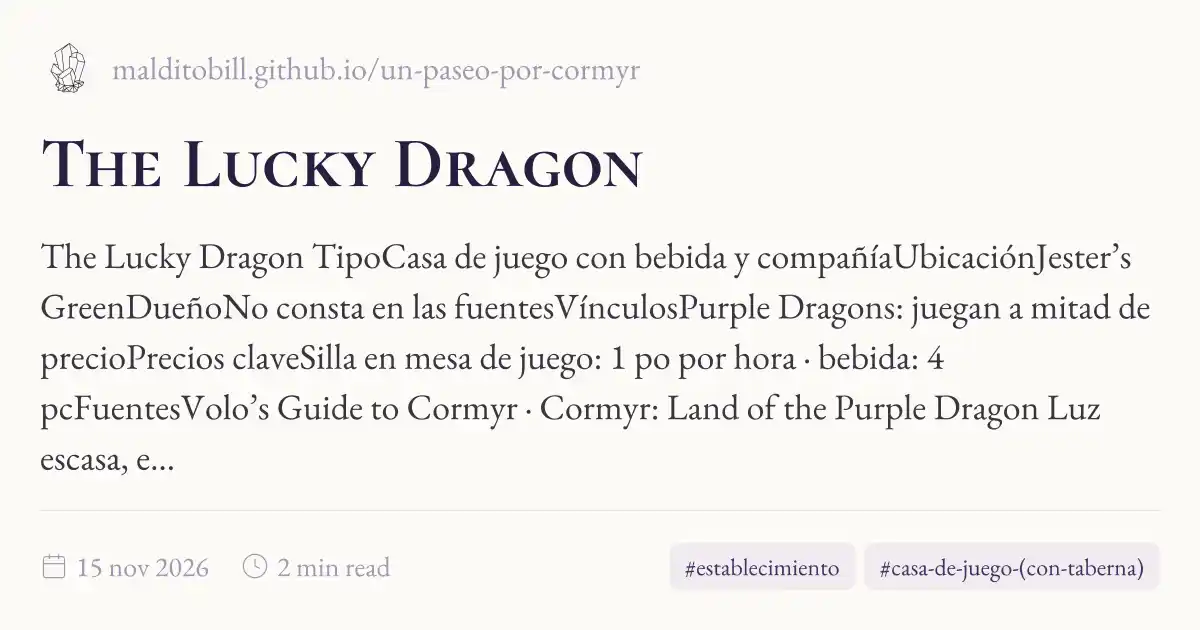 malditobill.github.io/un-paseo-por-cormyr
The Lucky Dragon
The Lucky Dragon TipoCasa de juego con bebida y compañíaUbicaciónJester’s
GreenDueñoNo consta en las fuentesVínculosPurple Dragons: juegan a mitad de
precioPrecios claveSilla en mesa de juego: 1 po por hora · bebida: 4
pcFuentesVolo’s Guide to Cormyr · Cormyr: Land of the Purple Dragon Luz
escasa, e...
15 nov 2026 2 min read #establecimiento #casa-de-juego-(con-taberna)